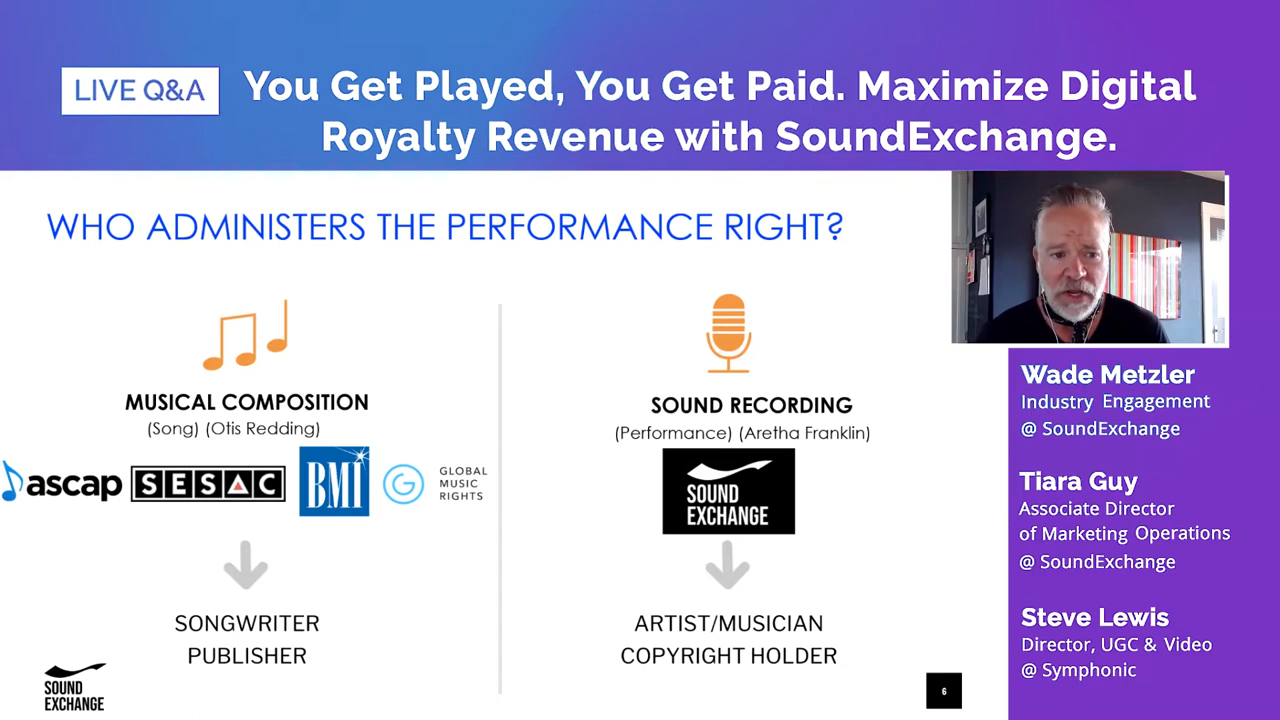 LIVE Q&A
You Get Played, You Get Paid. Maximize Digital
Royalty Revenue with SoundExchange.
WHO ADMINISTERS THE PERFORMANCE RIGHT?
MUSICAL COMPOSITION
(Song) (Otis Redding)
ascap
SESAC
BMI
G
GLOBAL
MUSIC
RIGHTS
SONGWRITER
PUBLISHER
SOUND RECORDING
(Performance) (Aretha Franklin)
SOUND
EXCHANGE
ARTIST/MUSICIAN
COPYRIGHT HOLDER
SOUND
EXCHANGE
6
Wade Metzler
Industry Engagement
@ SoundExchange
Tiara Guy
Associate Director
of Marketing Operations
@ SoundExchange
Steve Lewis
Director, UGC & Video
@ Symphonic